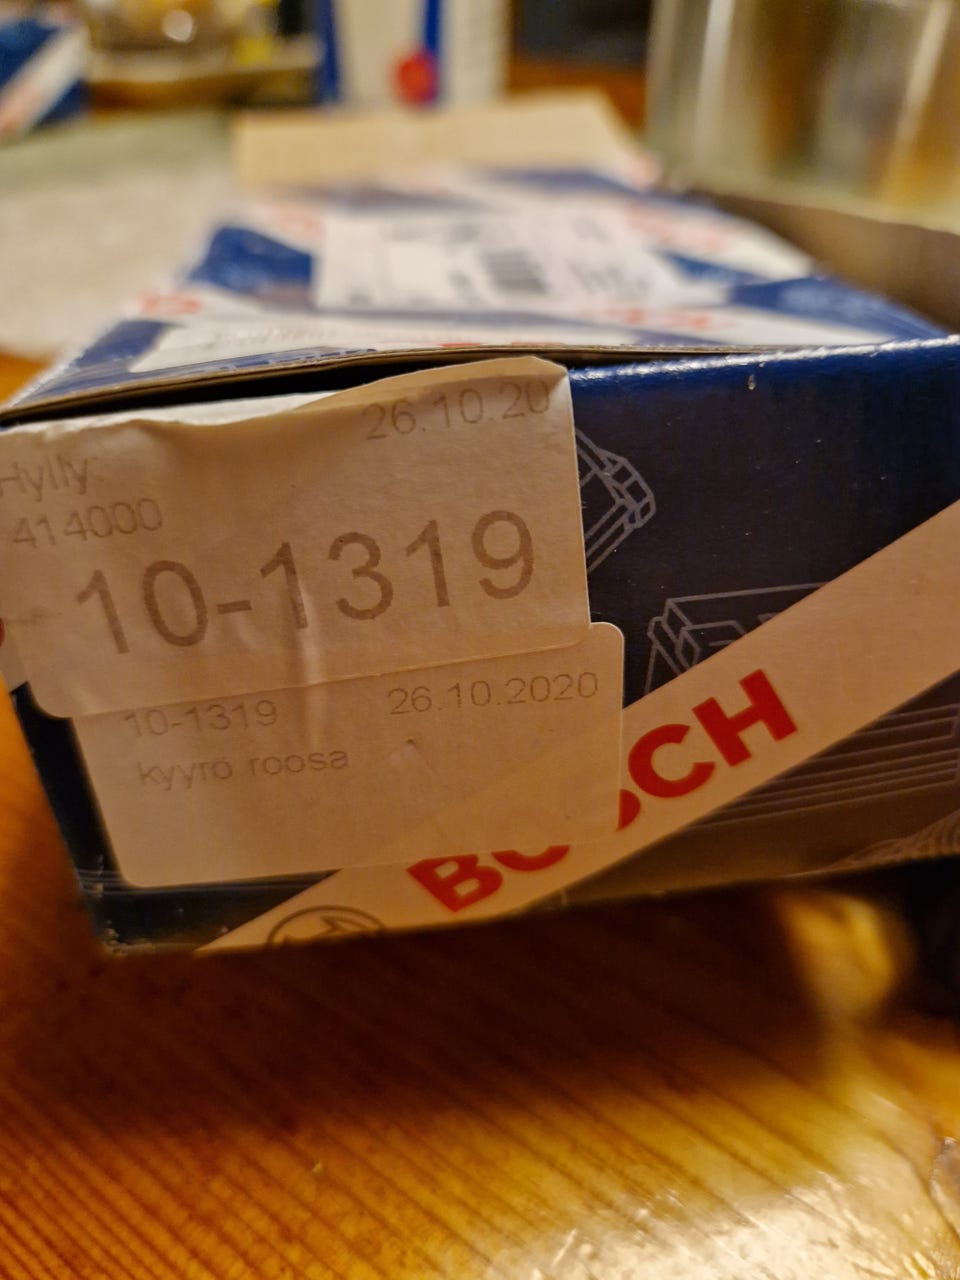 26.10.20
Hylly:
414000
10-1319
10-1319 26.10.2020
kyyrö roosa
BOSCH